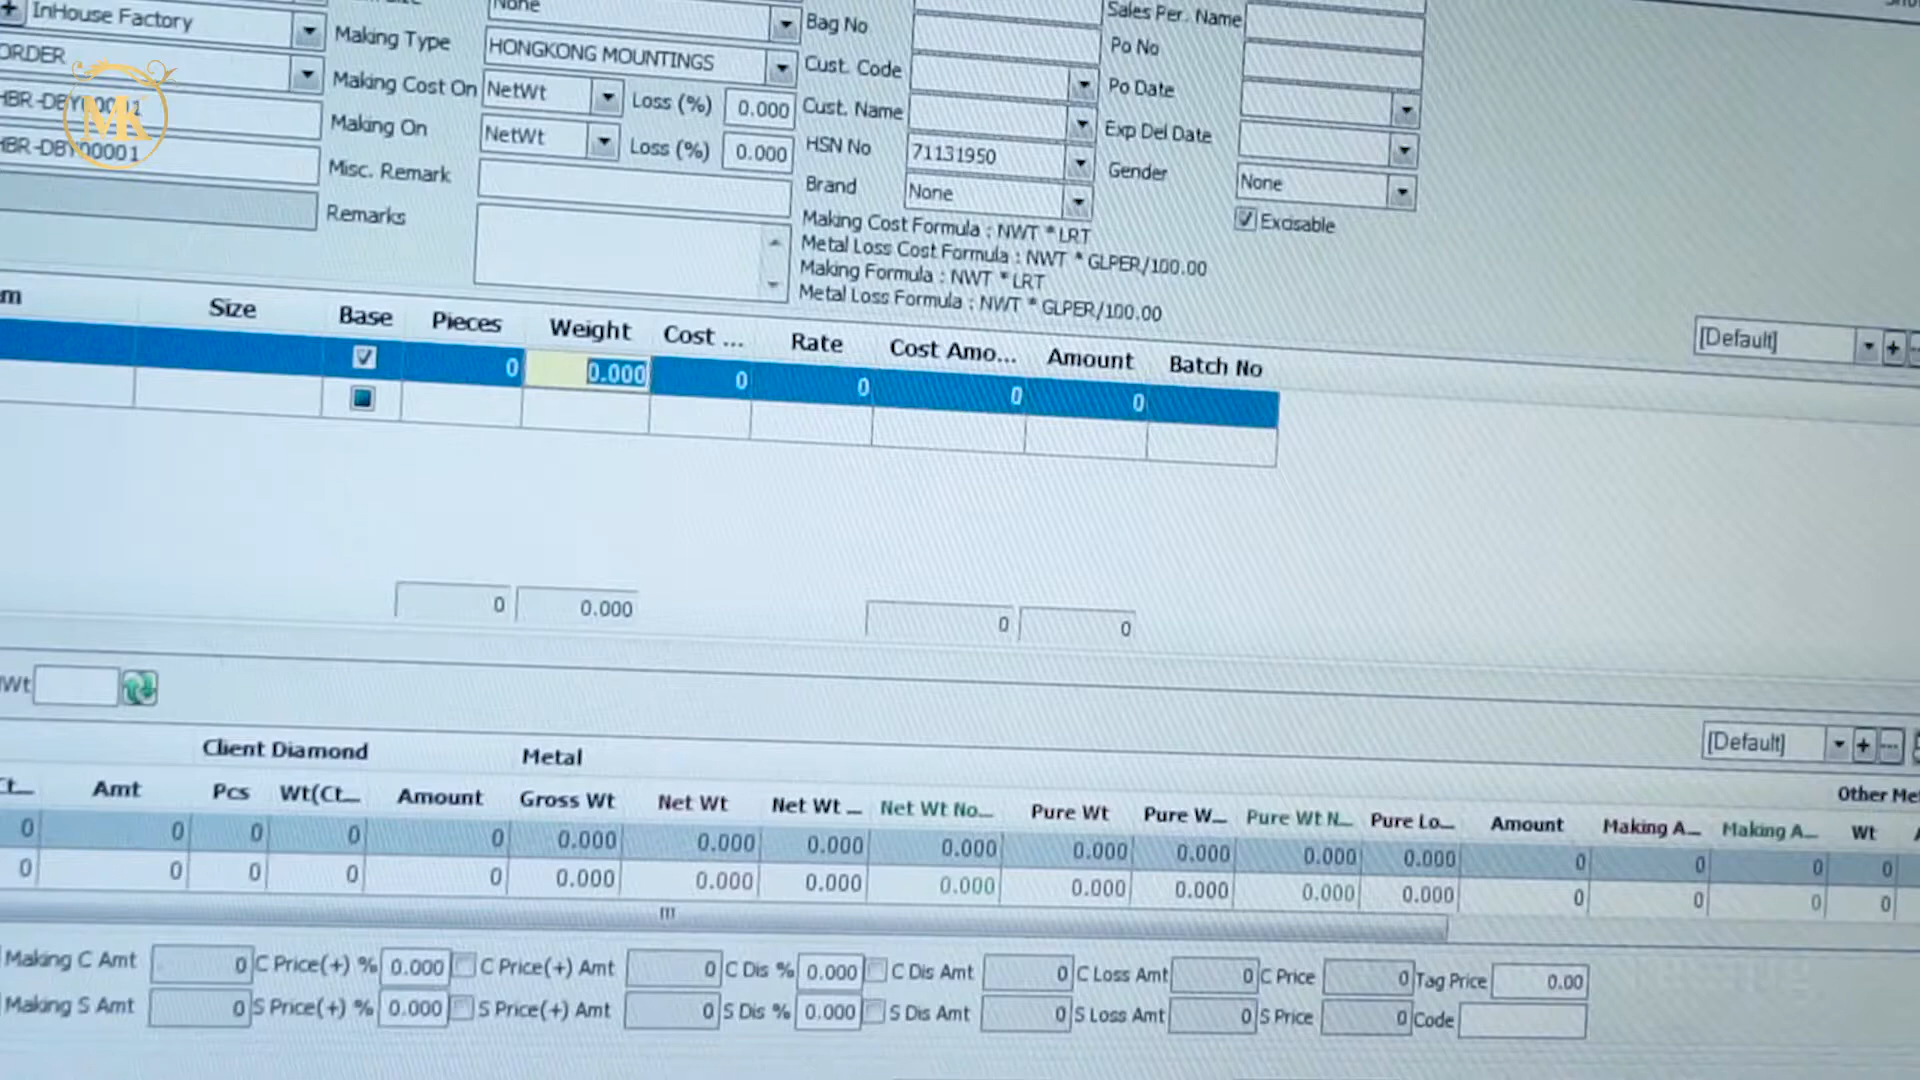 InHouse Factory
None
Bag No
Sales Per. Name
Making Type
HONGKONG MOUNTINGS
Cust. Code
Po No
ORDER
Making Cost On
NetWt
Loss (%)
0.000
Cust. Name
Po Date
MK
Making On
NetWt
Loss (%)
0.000
HSN No
71131950
Exp Del Date
HBR-DBY00001
Misc. Remark
Brand
None
Gender
None
Remarks
Excisable
Making Cost Formula : NWT * LRT
Metal Loss Cost Formula : NWT * GLPER/100.00
Making Formula : NWT * LRT
Metal Loss Formula : NWT * GLPER/100.00
[Default]
Size Base Pieces Weight Cost ... Rate Cost Amo... Amount Batch No
0 0.000 0 0 0 0
0 0.000 0 0
Wt
[Default]
Client Diamond Metal
Other Met
Amt Pcs Wt(Ct... Amount Gross Wt Net Wt Net Wt ... Net Wt No... Pure Wt Pure W... Pure Wt N... Pure Lo... Amount Making A... Making A... Wt
0 0 0 0 0 0.000 0.000 0.000 0.000 0.000 0.000 0.000 0.000 0 0 0 0
0 0 0 0 0 0.000 0.000 0.000 0.000 0.000 0.000 0.000 0.000 0 0 0 0
Making C Amt 0 C Price(+) % 0.000 C Price(+) Amt 0 C Dis % 0.000 C Dis Amt 0 C Loss Amt 0 C Price 0 Tag Price 0.00
Making S Amt 0 S Price(+) % 0.000 S Price(+) Amt 0 S Dis % 0.000 S Dis Amt 0 S Loss Amt 0 S Price 0 Code